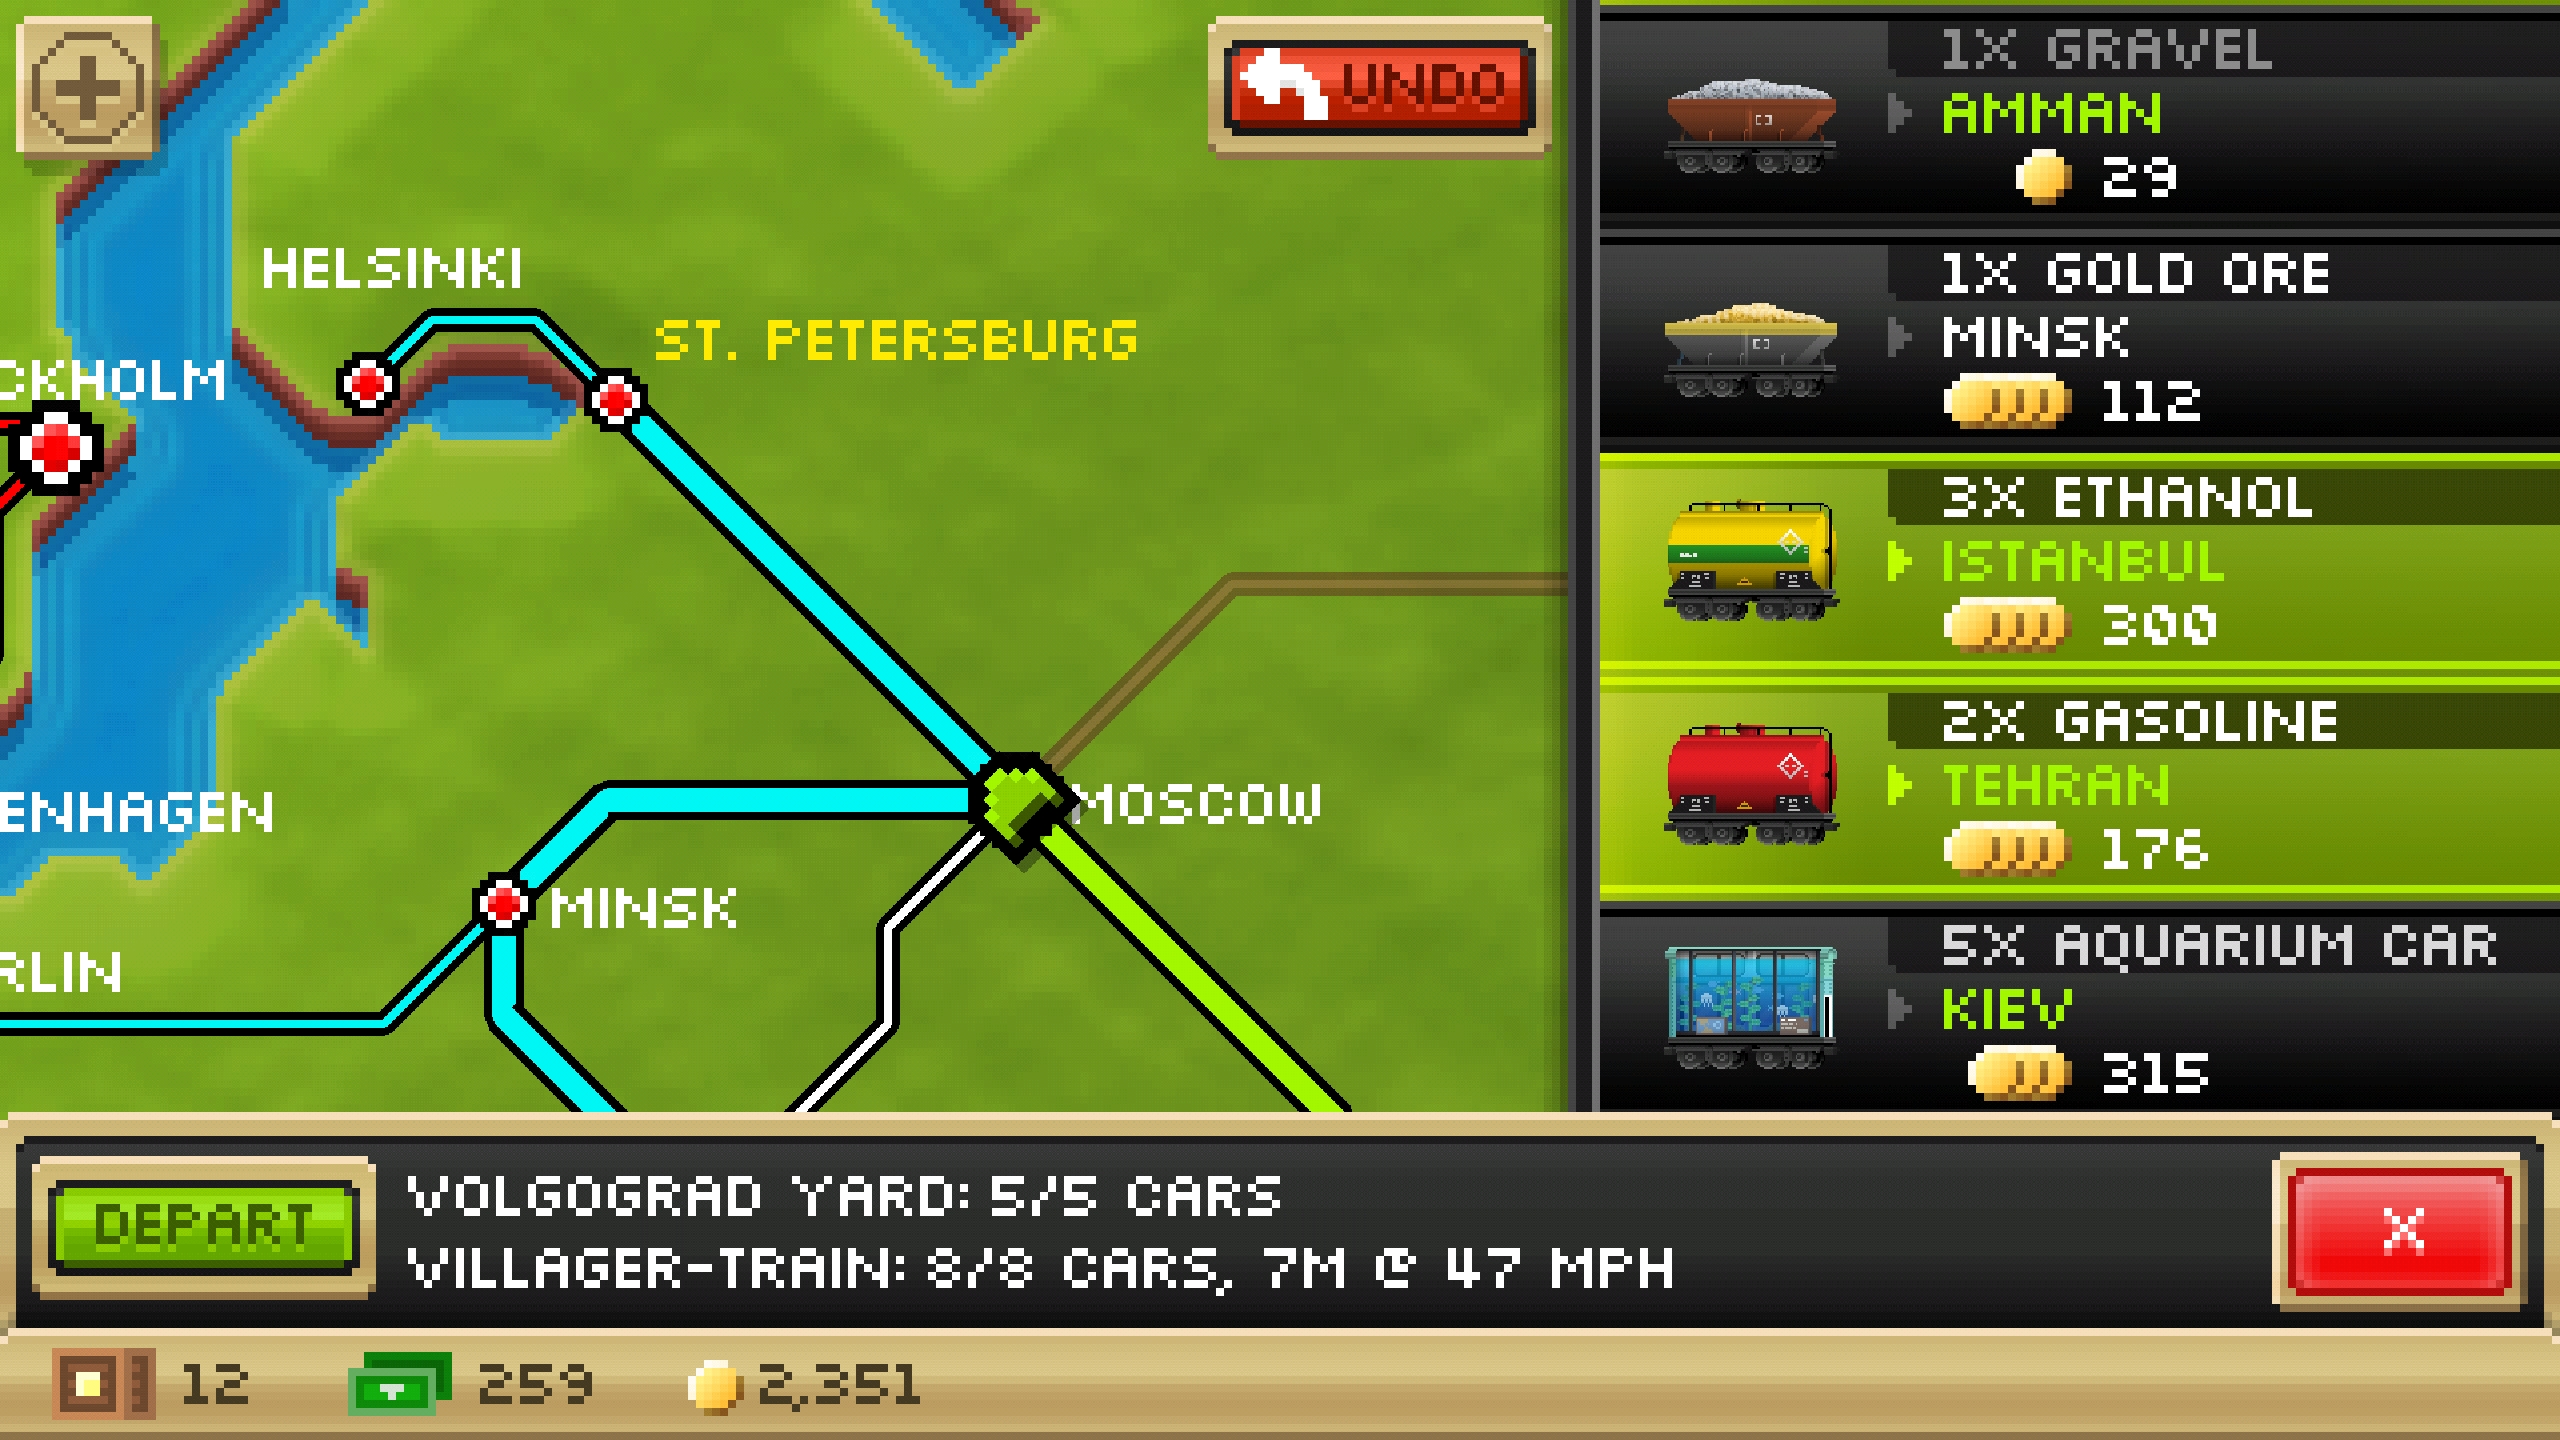 UNDO
HELSINKI
ST. PETERSBURG
CKHOLM
ENHAGEN
MOSCOW
MINSK
RLIN
1X GRAVEL
AMMAN
29
1X GOLD ORE
MINSK
112
3X ETHANOL
ISTANBUL
300
2X GASOLINE
TEHRAN
176
5X AQUARIUM CAR
KIEV
315
DEPART
VOLGOGRAD YARD: 5/5 CARS
VILLAGER-TRAIN: 8/8 CARS, 7M @ 47 MPH
X
12
259
2,351